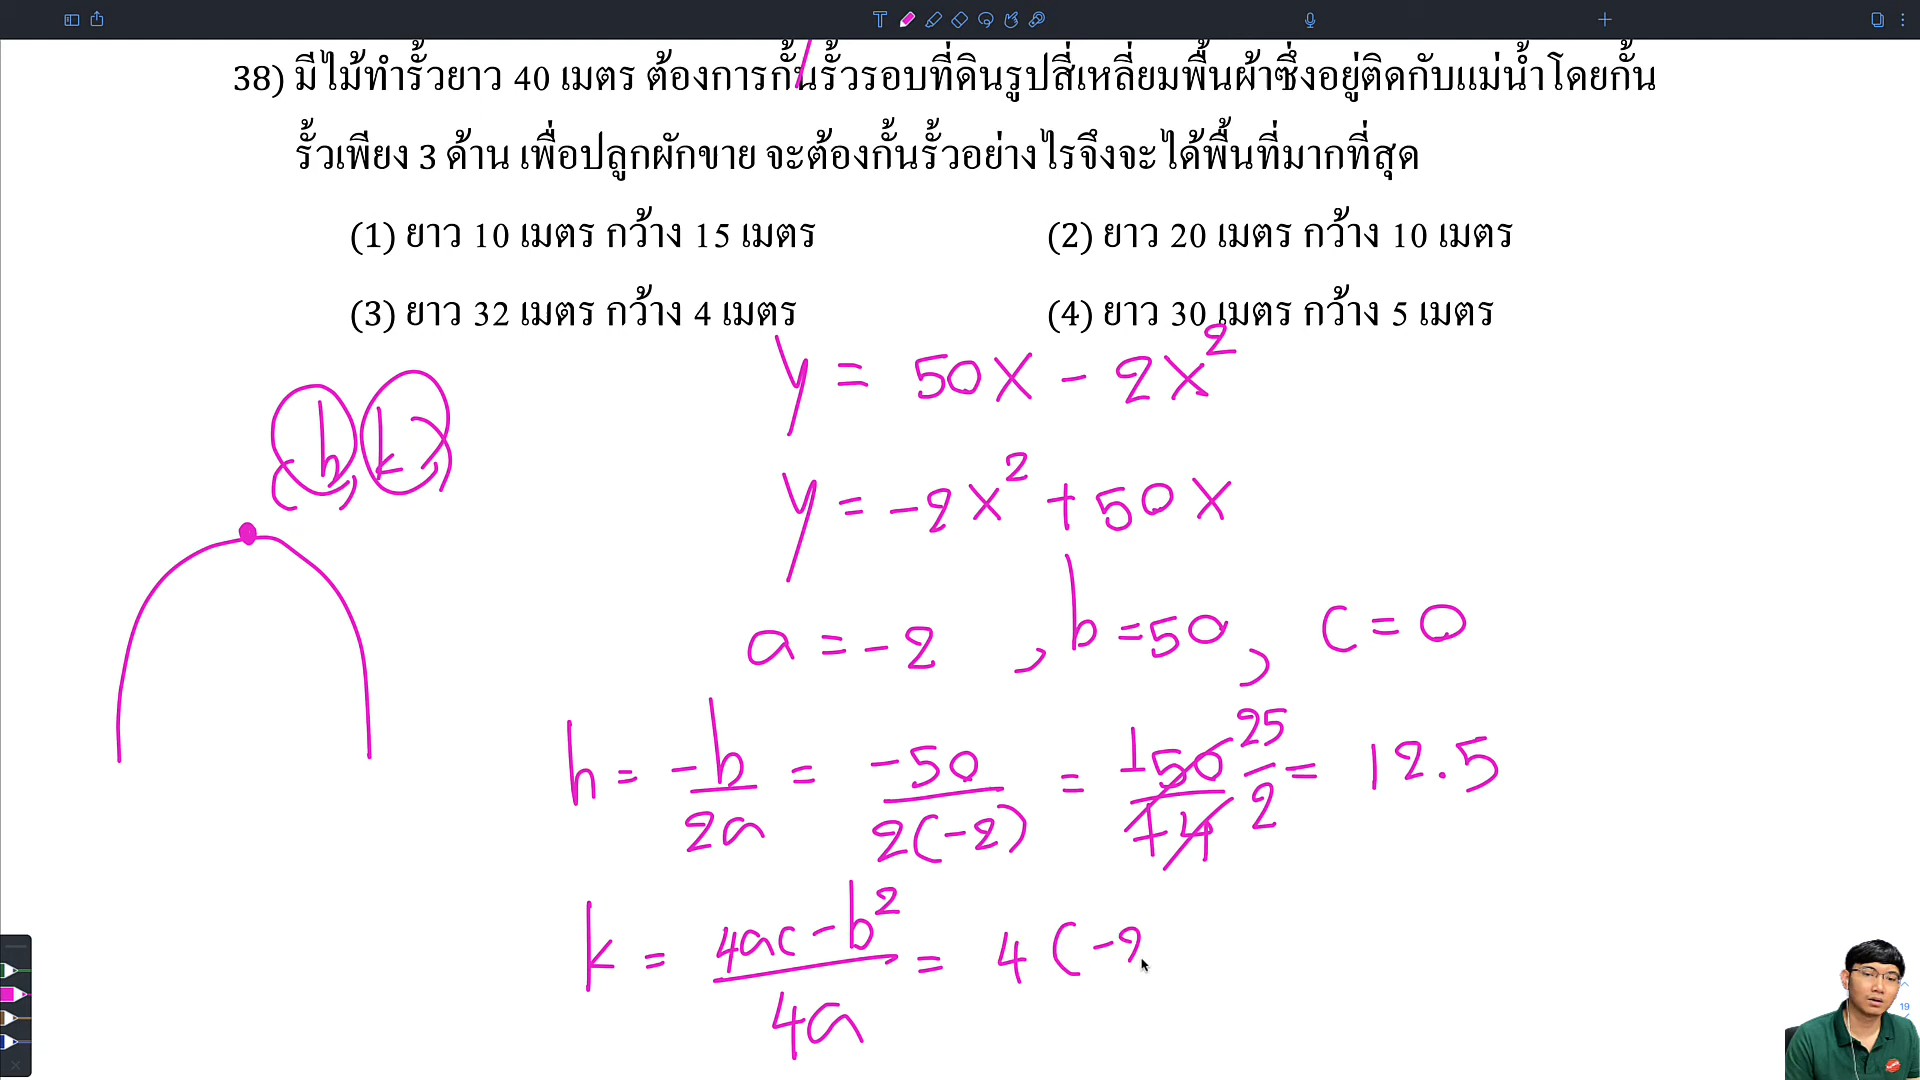 38) มีไม้ทำรั้วยาว 40 เมตร ต้องการกั้นรั้วรอบที่ดินรูปสี่เหลี่ยมพื้นผ้าซึ่งอยู่ติดกับแม่น้ำโดยกั้น
รั้วเพียง 3 ด้าน เพื่อปลูกผักขาย จะต้องกั้นรั้วอย่างไรจึงจะได้พื้นที่มากที่สุด
(1) ยาว 10 เมตร กว้าง 15 เมตร (2) ยาว 20 เมตร กว้าง 10 เมตร
(3) ยาว 32 เมตร กว้าง 4 เมตร (4) ยาว 30 เมตร กว้าง 5 เมตร
y = 50x - 2x²
(h, k)
y = -2x² + 50x
a = -2 , b = 50 , c = 0
h = -b/2a = -50/2(-2) = 150/14 25/2 = 12.5
k = 4ac - b²/4a = 4(-2
19